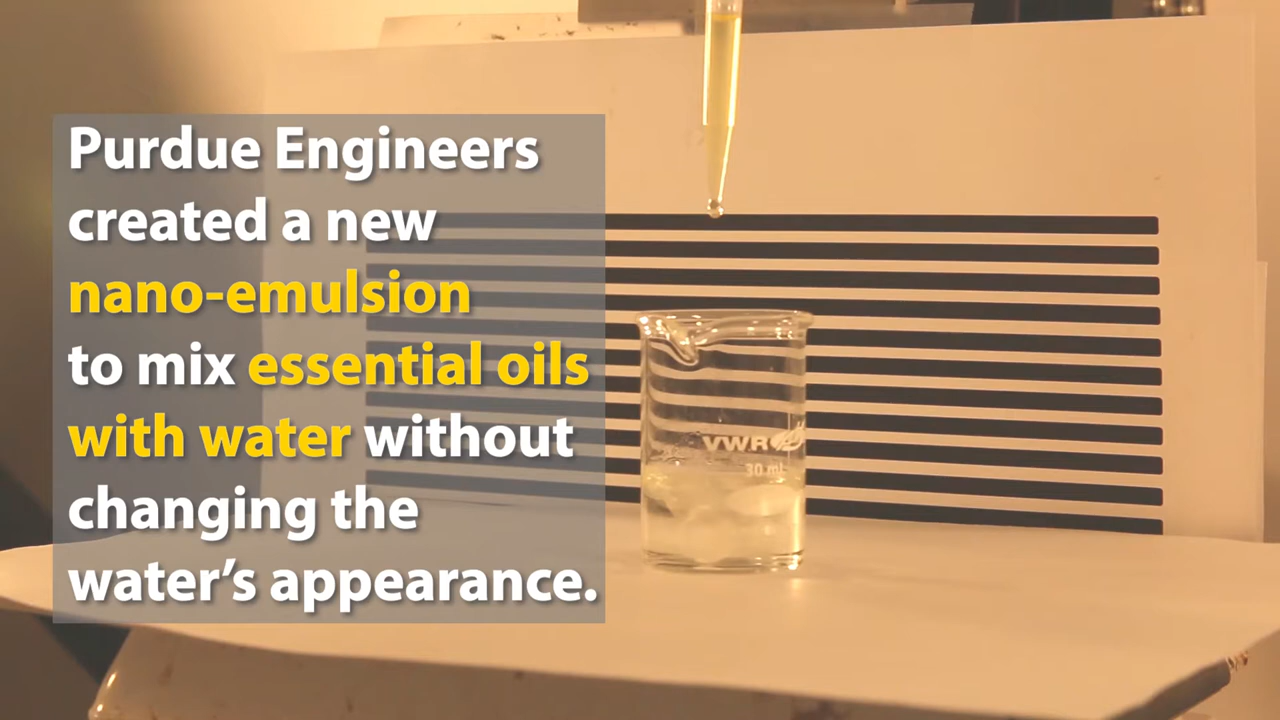 Purdue Engineers
created a new
nano-emulsion
to mix essential oils
with water without
changing the
water’s appearance.
VWR
30 mL